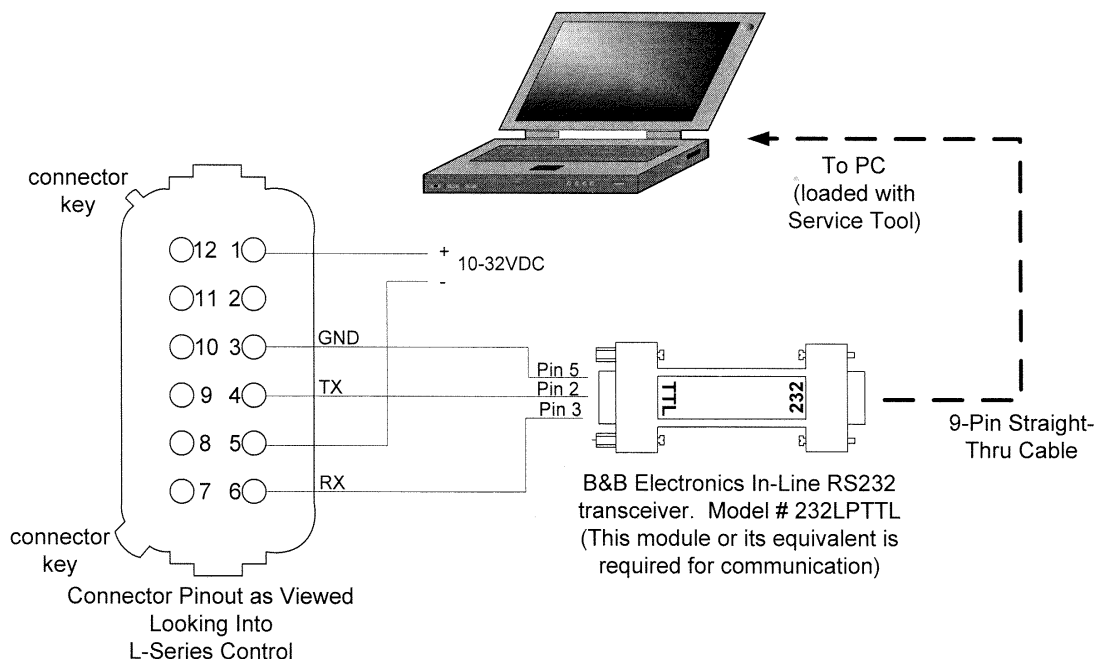 connector
key
12 1
11 2
10 3
9 4
8 5
7 6
connector
key
Connector Pinout as Viewed
Looking Into
L-Series Control
+
10-32VDC
-
GND
TX
RX
Pin 5
Pin 2
Pin 3
TTL
232
B&B Electronics In-Line RS232
transceiver. Model # 232LPTTL
(This module or its equivalent is
required for communication)
To PC
(loaded with
Service Tool)
9-Pin Straight-
Thru Cable